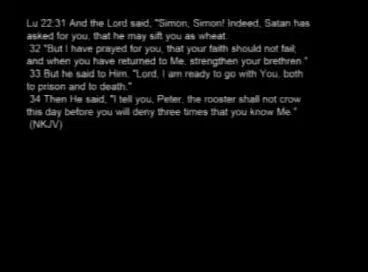 Lu 22:31 And the Lord said, "Simon, Simon! Indeed, Satan has
asked for you, that he may sift you as wheat.
32 "But I have prayed for you, that your faith should not fail;
and when you have returned to Me, strengthen your brethren."
33 But he said to Him, "Lord, I am ready to go with You, both
to prison and to death."
34 Then He said, "I tell you, Peter, the rooster shall not crow
this day before you will deny three times that you know Me."
(NKJV)